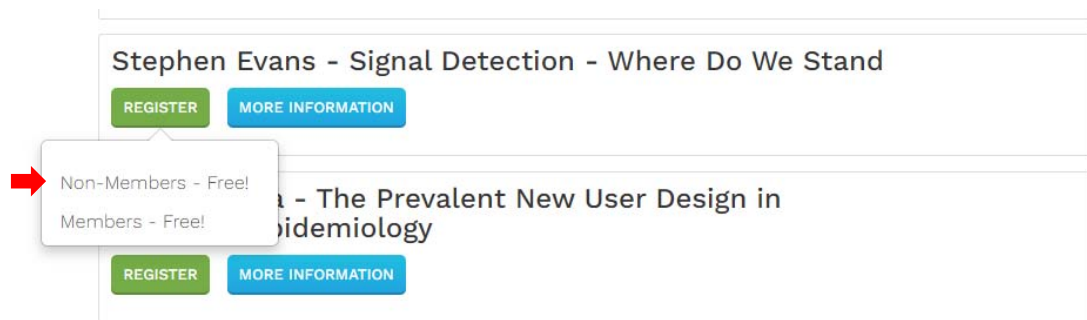 Stephen Evans - Signal Detection - Where Do We Stand
REGISTER MORE INFORMATION
Non-Members - Free!
Members - Free!
- The Prevalent New User Design in
REGISTER MORE INFORMATION